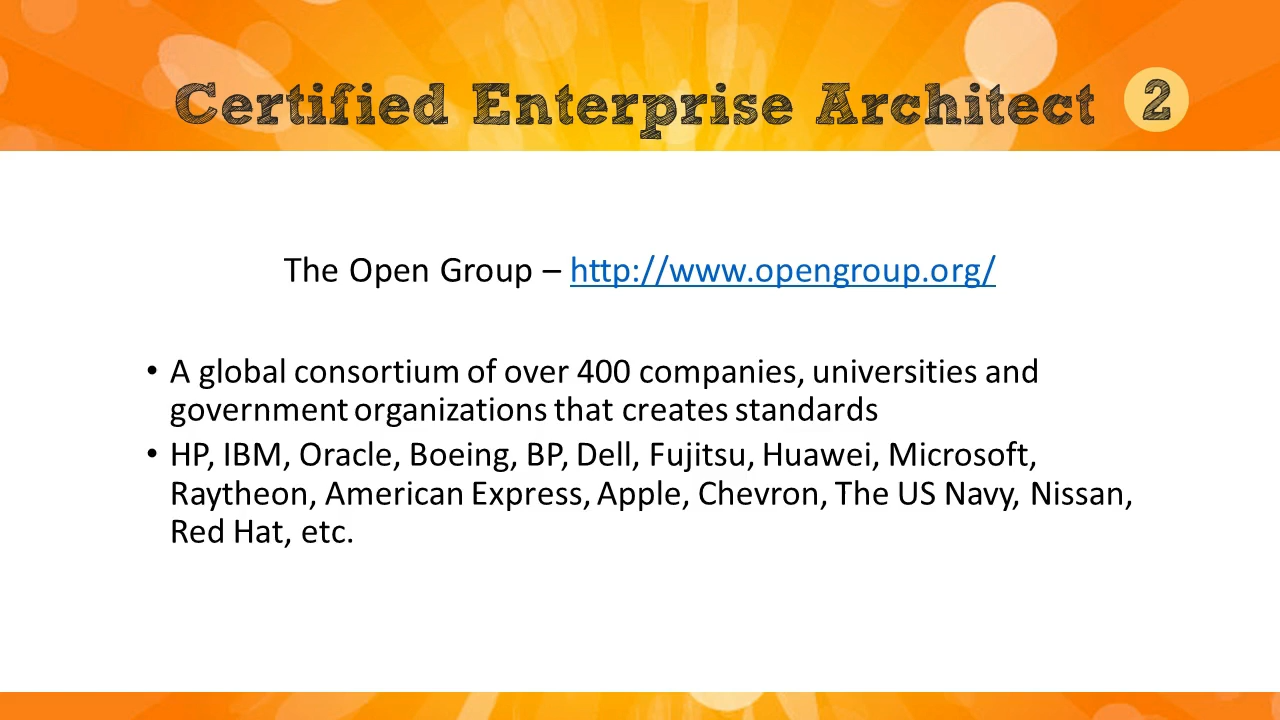 Certified Enterprise Architect 2
The Open Group – http://www.opengroup.org/
• A global consortium of over 400 companies, universities and
government organizations that creates standards
• HP, IBM, Oracle, Boeing, BP, Dell, Fujitsu, Huawei, Microsoft,
Raytheon, American Express, Apple, Chevron, The US Navy, Nissan,
Red Hat, etc.